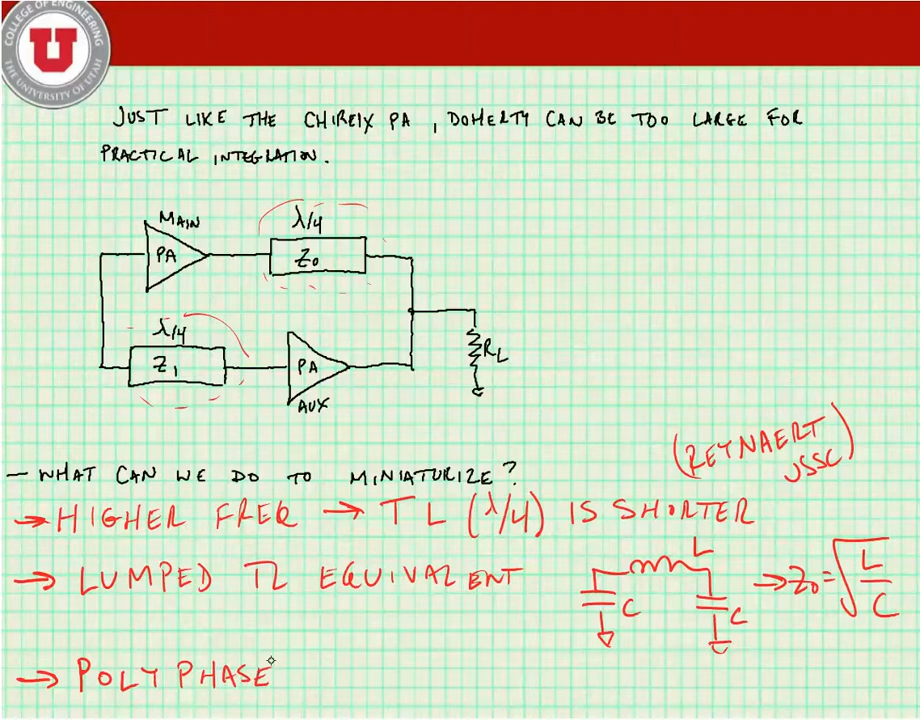 COLLEGE OF ENGINEERING
THE UNIVERSITY OF UTAH
U
JUST LIKE THE CHIREIX PA, DOHERTY CAN BE TOO LARGE FOR
PRACTICAL INTEGRATION.
MAIN
PA
λ/4
Z₀
λ/4
Z₁
PA
AUX
R_L
- WHAT CAN WE DO TO MINIATURIZE?
(REYNAERT
JSSC)
→ HIGHER FREQ → TL (λ/4) IS SHORTER
→ LUMPED TL EQUIVALENT
L
C
C
→ Z₀ = √L/C
→ POLYPHASE